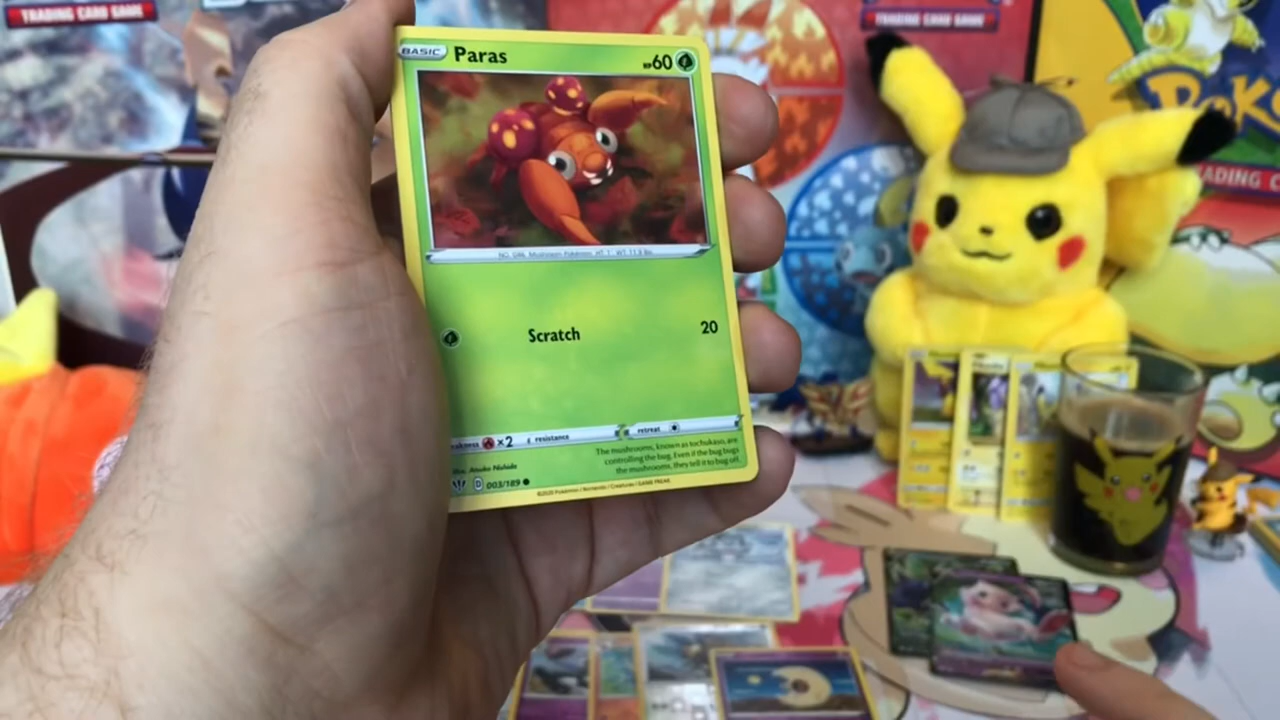 TRADING CARD GAME
TRADING CARD GAME
BASIC Paras HP60
NO. 046 Mushroom Pokémon HT: 1' WT: 11.9 lbs.
Scratch 20
weakness ×2 resistance retreat
The mushrooms, known as tochukaso, are
controlling the bug. Even if the bug bugs
the mushrooms, they tell it to bug off.
Illus. Atsuko Nishida
D 003/189
©2020 Pokémon / Nintendo / Creatures / GAME FREAK
POK